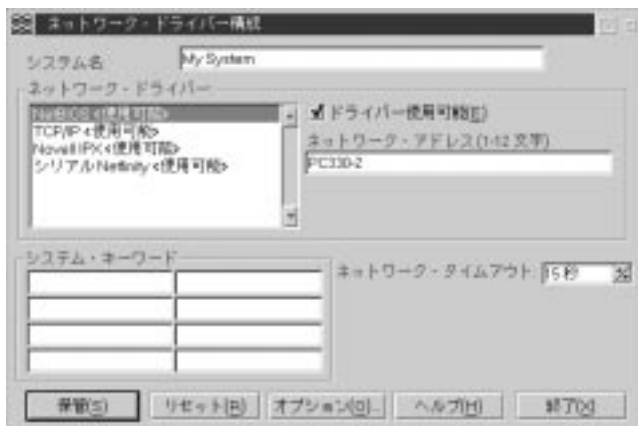 ネットワーク・ドライバー構成
システム名
My System
ネットワーク・ドライバー
NetBIOS <使用可能>
TCP/IP <使用可能>
Novell IPX <使用可能>
シリアル Netfinity <使用可能>
ドライバー使用可能(E)
ネットワーク・アドレス(1-12 文字)
PC330-2
システム・キーワード
ネットワーク・タイムアウト
15 秒
保管(S)
リセット(R)
オプション(O)..
ヘルプ(H)
終了(X)